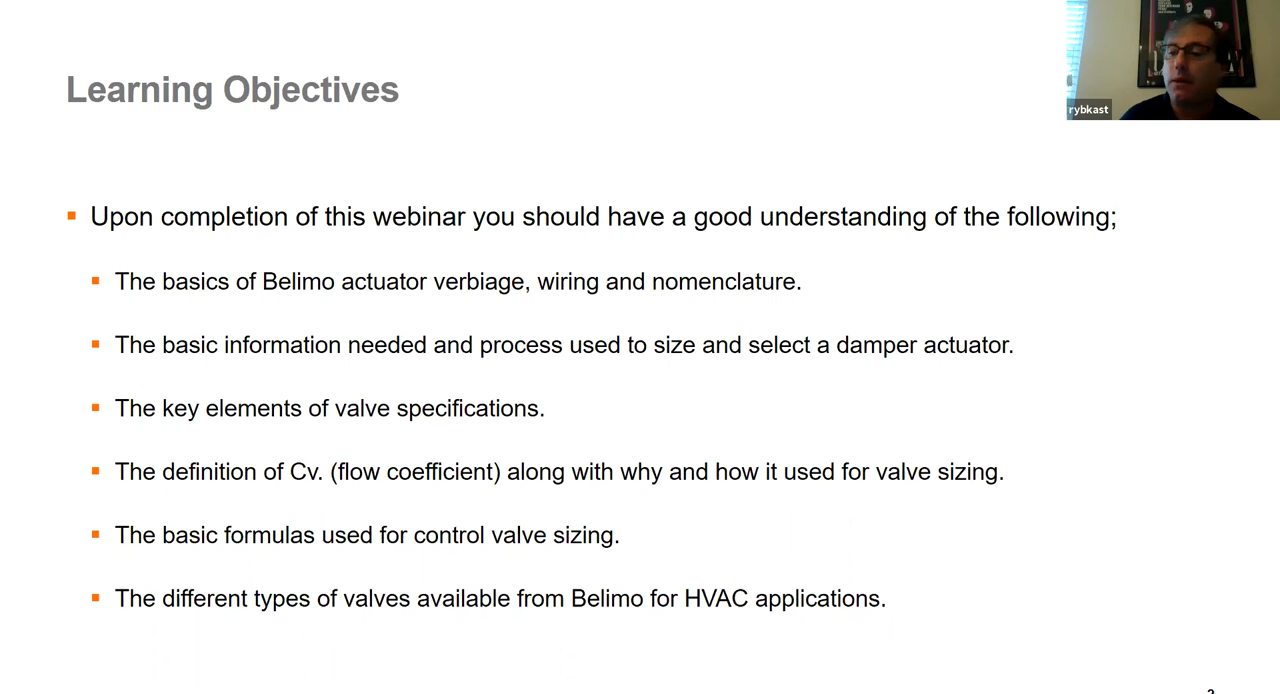 Learning Objectives
rybkast
Upon completion of this webinar you should have a good understanding of the following;
The basics of Belimo actuator verbiage, wiring and nomenclature.
The basic information needed and process used to size and select a damper actuator.
The key elements of valve specifications.
The definition of Cv. (flow coefficient) along with why and how it used for valve sizing.
The basic formulas used for control valve sizing.
The different types of valves available from Belimo for HVAC applications.